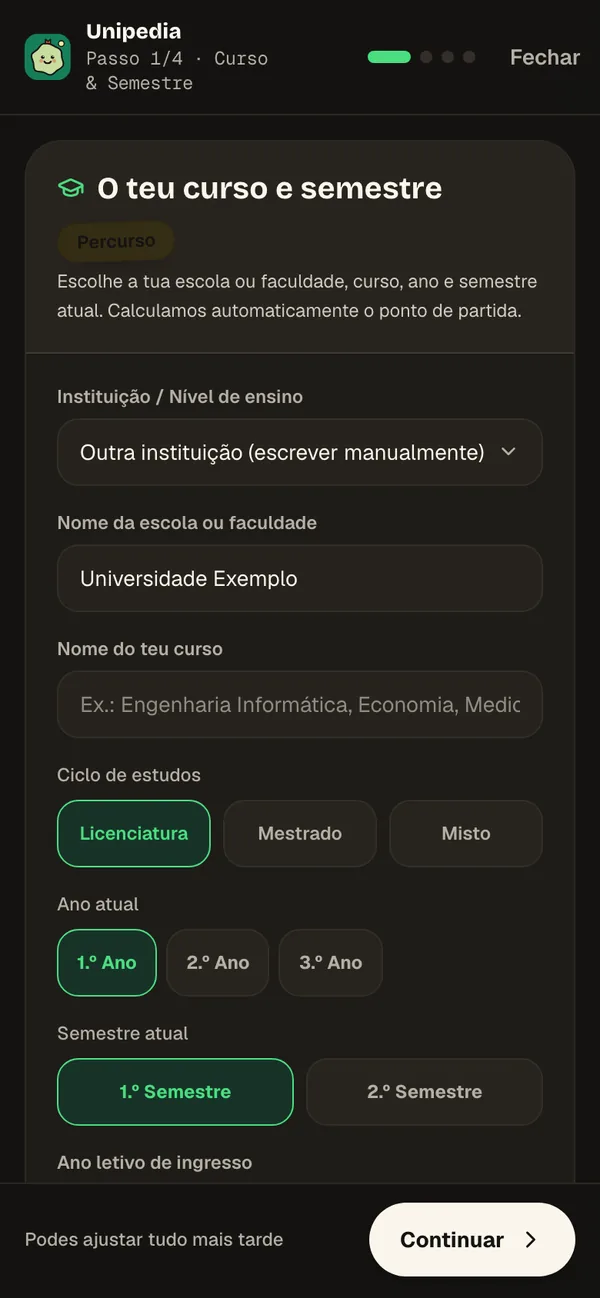 Unipedia
Passo 1/4 · Curso
& Semestre
Fechar
O teu curso e semestre
Percurso
Escolhe a tua escola ou faculdade, curso, ano e semestre
atual. Calculamos automaticamente o ponto de partida.
Instituição / Nível de ensino
Outra instituição (escrever manualmente)
Nome da escola ou faculdade
Universidade Exemplo
Nome do teu curso
Ex.: Engenharia Informática, Economia, Medic
Ciclo de estudos
Licenciatura
Mestrado
Misto
Ano atual
1.º Ano
2.º Ano
3.º Ano
Semestre atual
1.º Semestre
2.º Semestre
Ano letivo de ingresso
Podes ajustar tudo mais tarde
Continuar